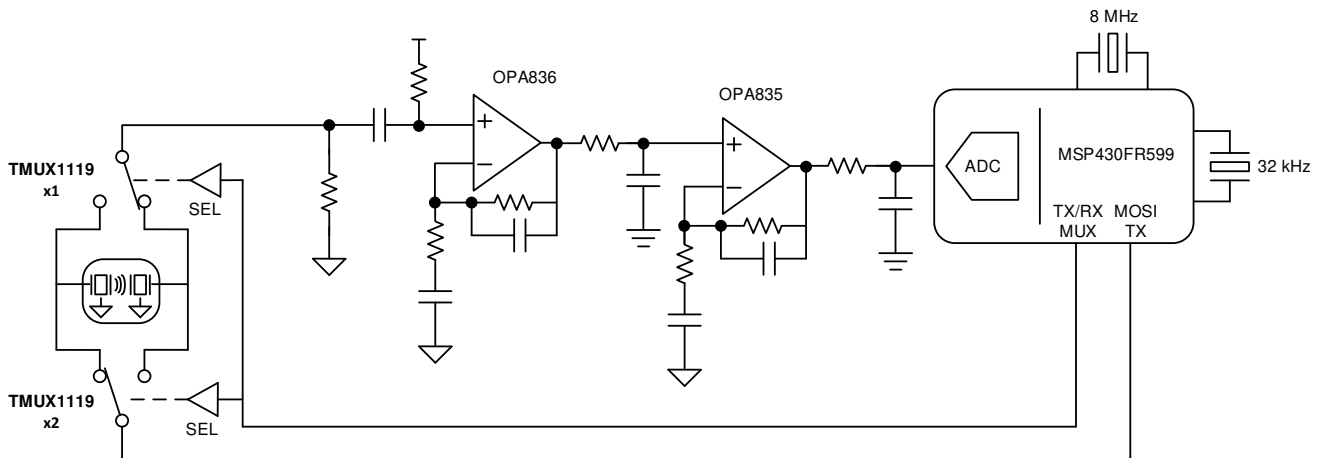 8 MHz
OPA836
OPA835
TMUX1119
x1
SEL
+
−
+
−
ADC
MSP430FR599
32 kHz
TX/RX MOSI
MUX TX
TMUX1119
x2
SEL